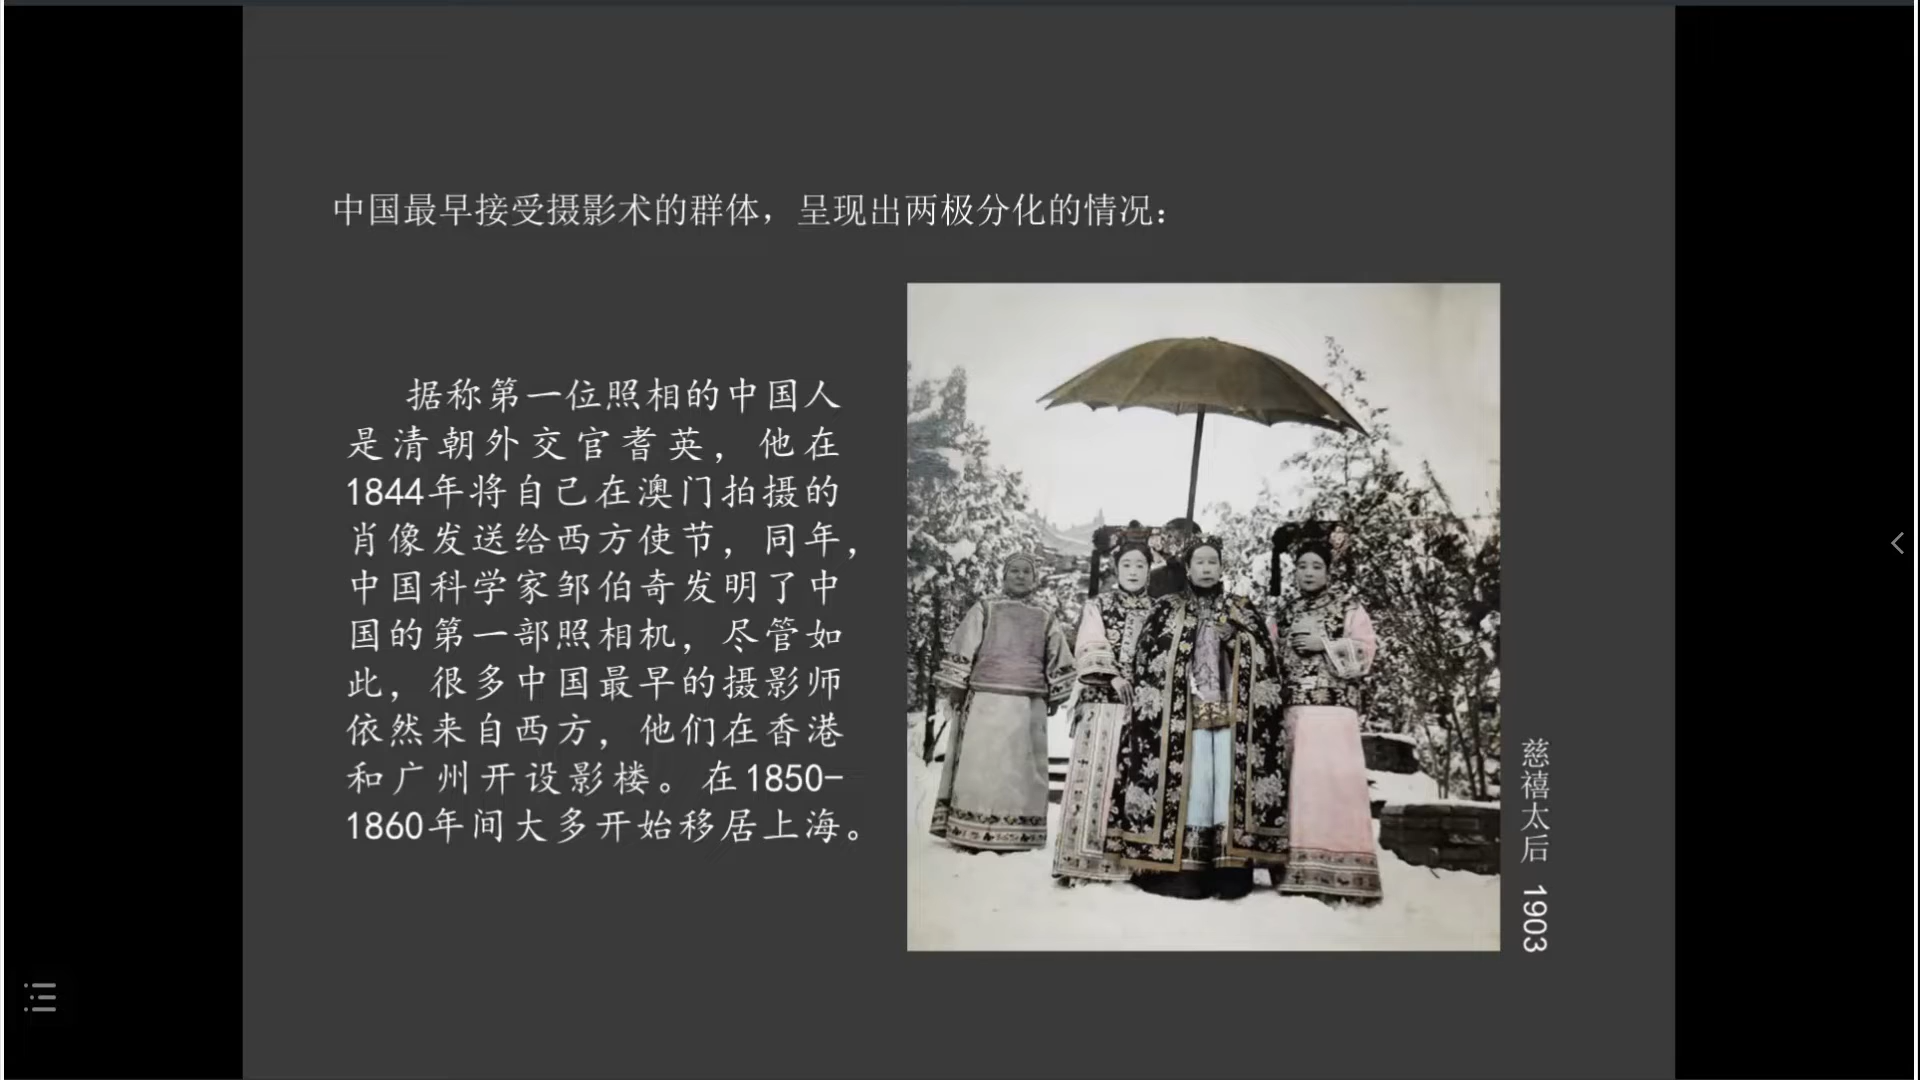 中国最早接受摄影术的群体，呈现出两极分化的情况：
据称第一位照相的中国人
是清朝外交官耆英，他在
1844年将自己在澳门拍摄的
肖像发送给西方使节，同年，
中国科学家邹伯奇发明了中
国的第一部照相机，尽管如
此，很多中国最早的摄影师
依然来自西方，他们在香港
和广州开设影楼。在1850-
1860年间大多开始移居上海。
慈禧太后 1903